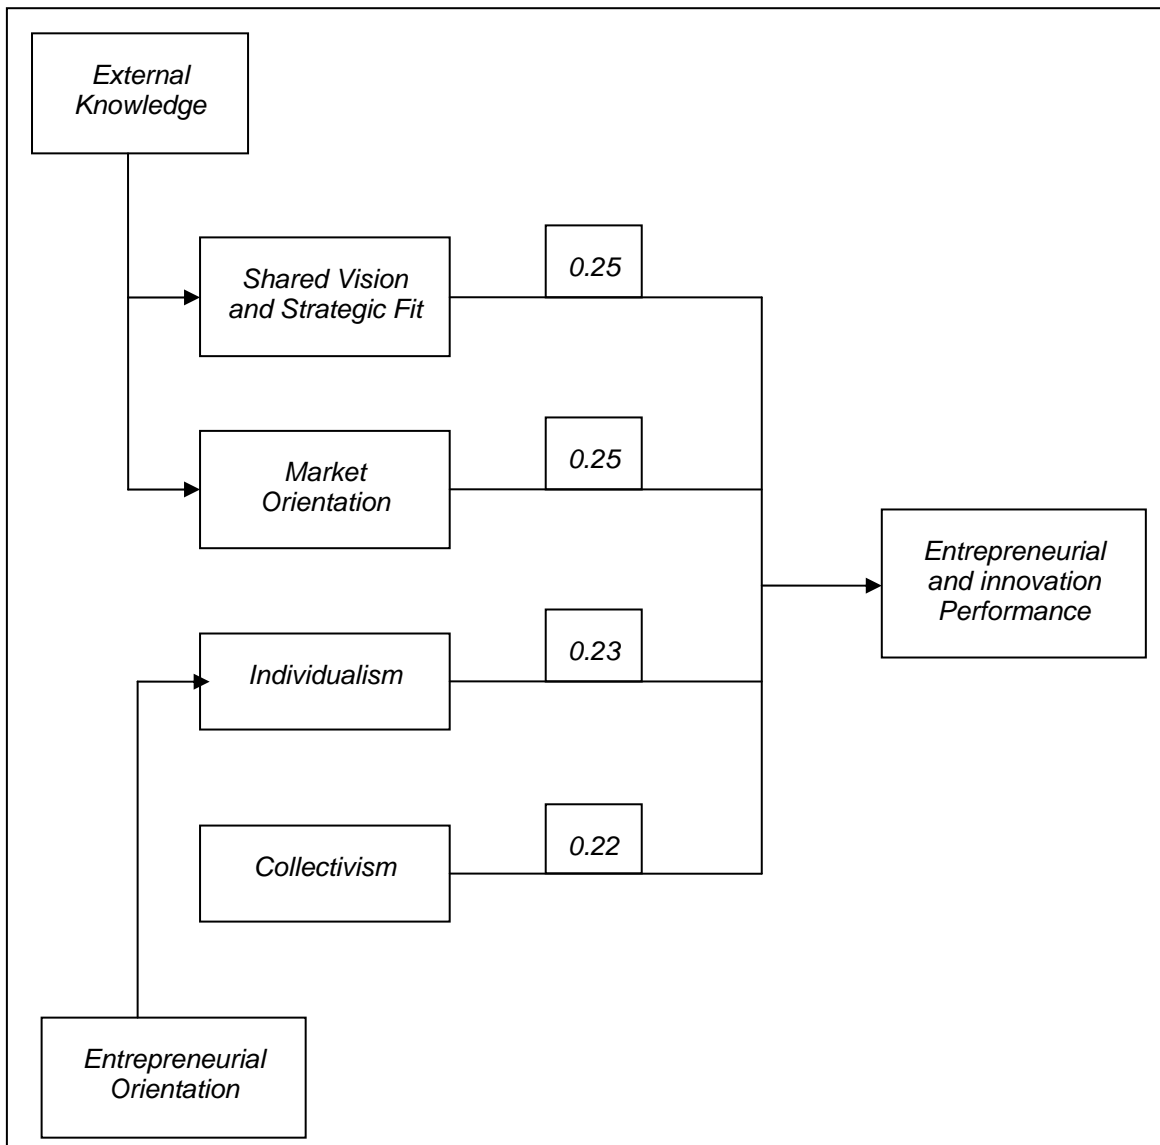 External
Knowledge
Shared Vision
and Strategic Fit
0.25
Market
Orientation
0.25
Entrepreneurial
and innovation
Performance
Individualism
0.23
Collectivism
0.22
Entrepreneurial
Orientation